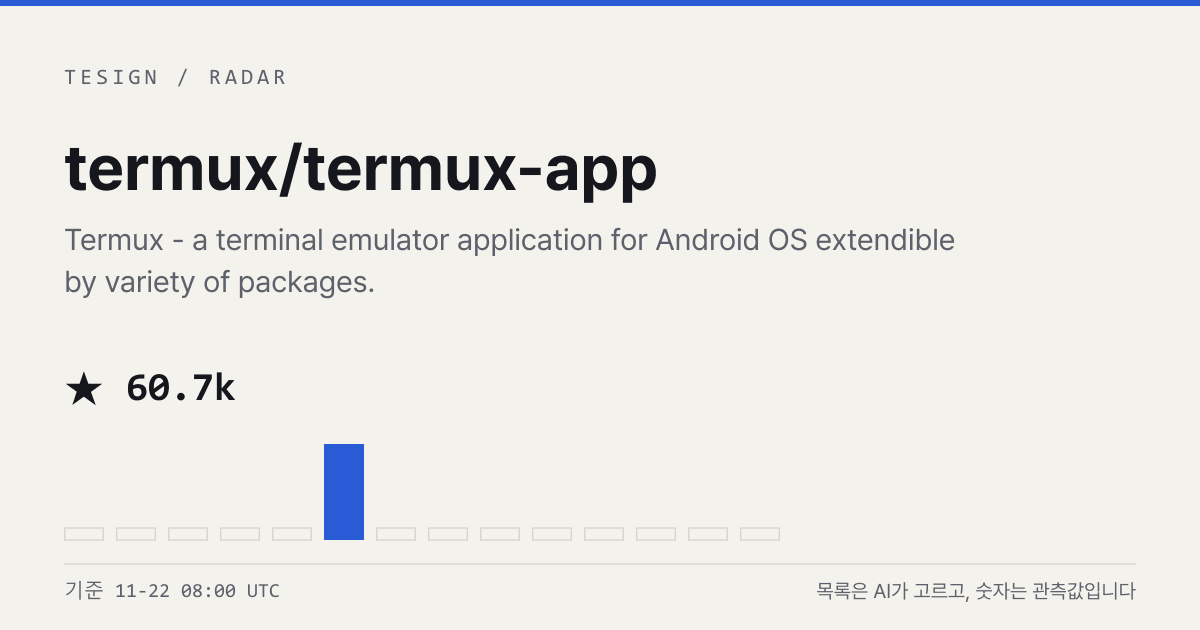 TESIGN / RADAR
termux/termux-app
Termux - a terminal emulator application for Android OS extendible
by variety of packages.
★ 60.7k
기준 11-22 08:00 UTC
목록은 AI가 고르고, 숫자는 관측값입니다